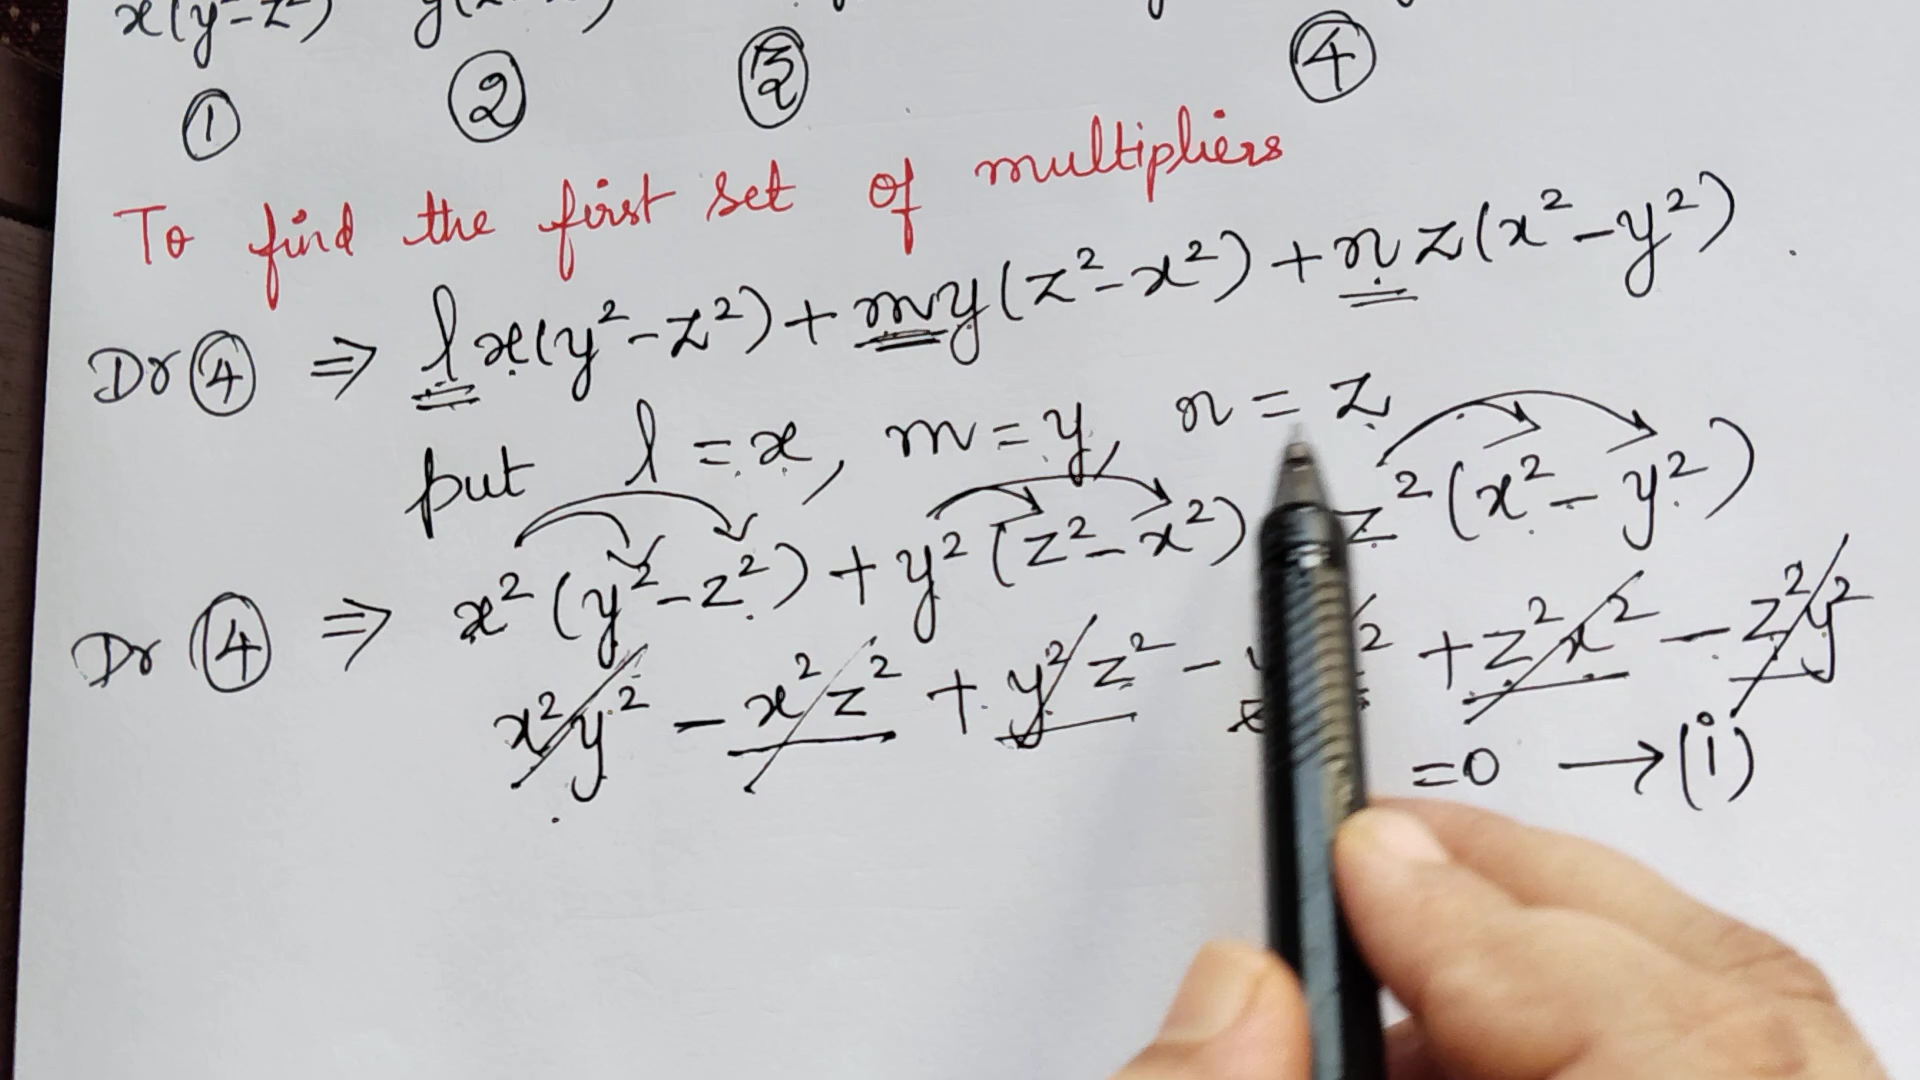 x(y²-z²)
① ② ③ ④
To find the first set of multipliers
Dr ④ ⇒ lx(y²-z²)+my(z²-x²)+nz(x²-y²)
put l=x, m=y, n=z
Dr ④ ⇒ x²(y²-z²)+y²(z²-x²) z²(x²-y²)
x²y² - x²z² + y²z² - + z²x² - z²y²
=0 → (i)